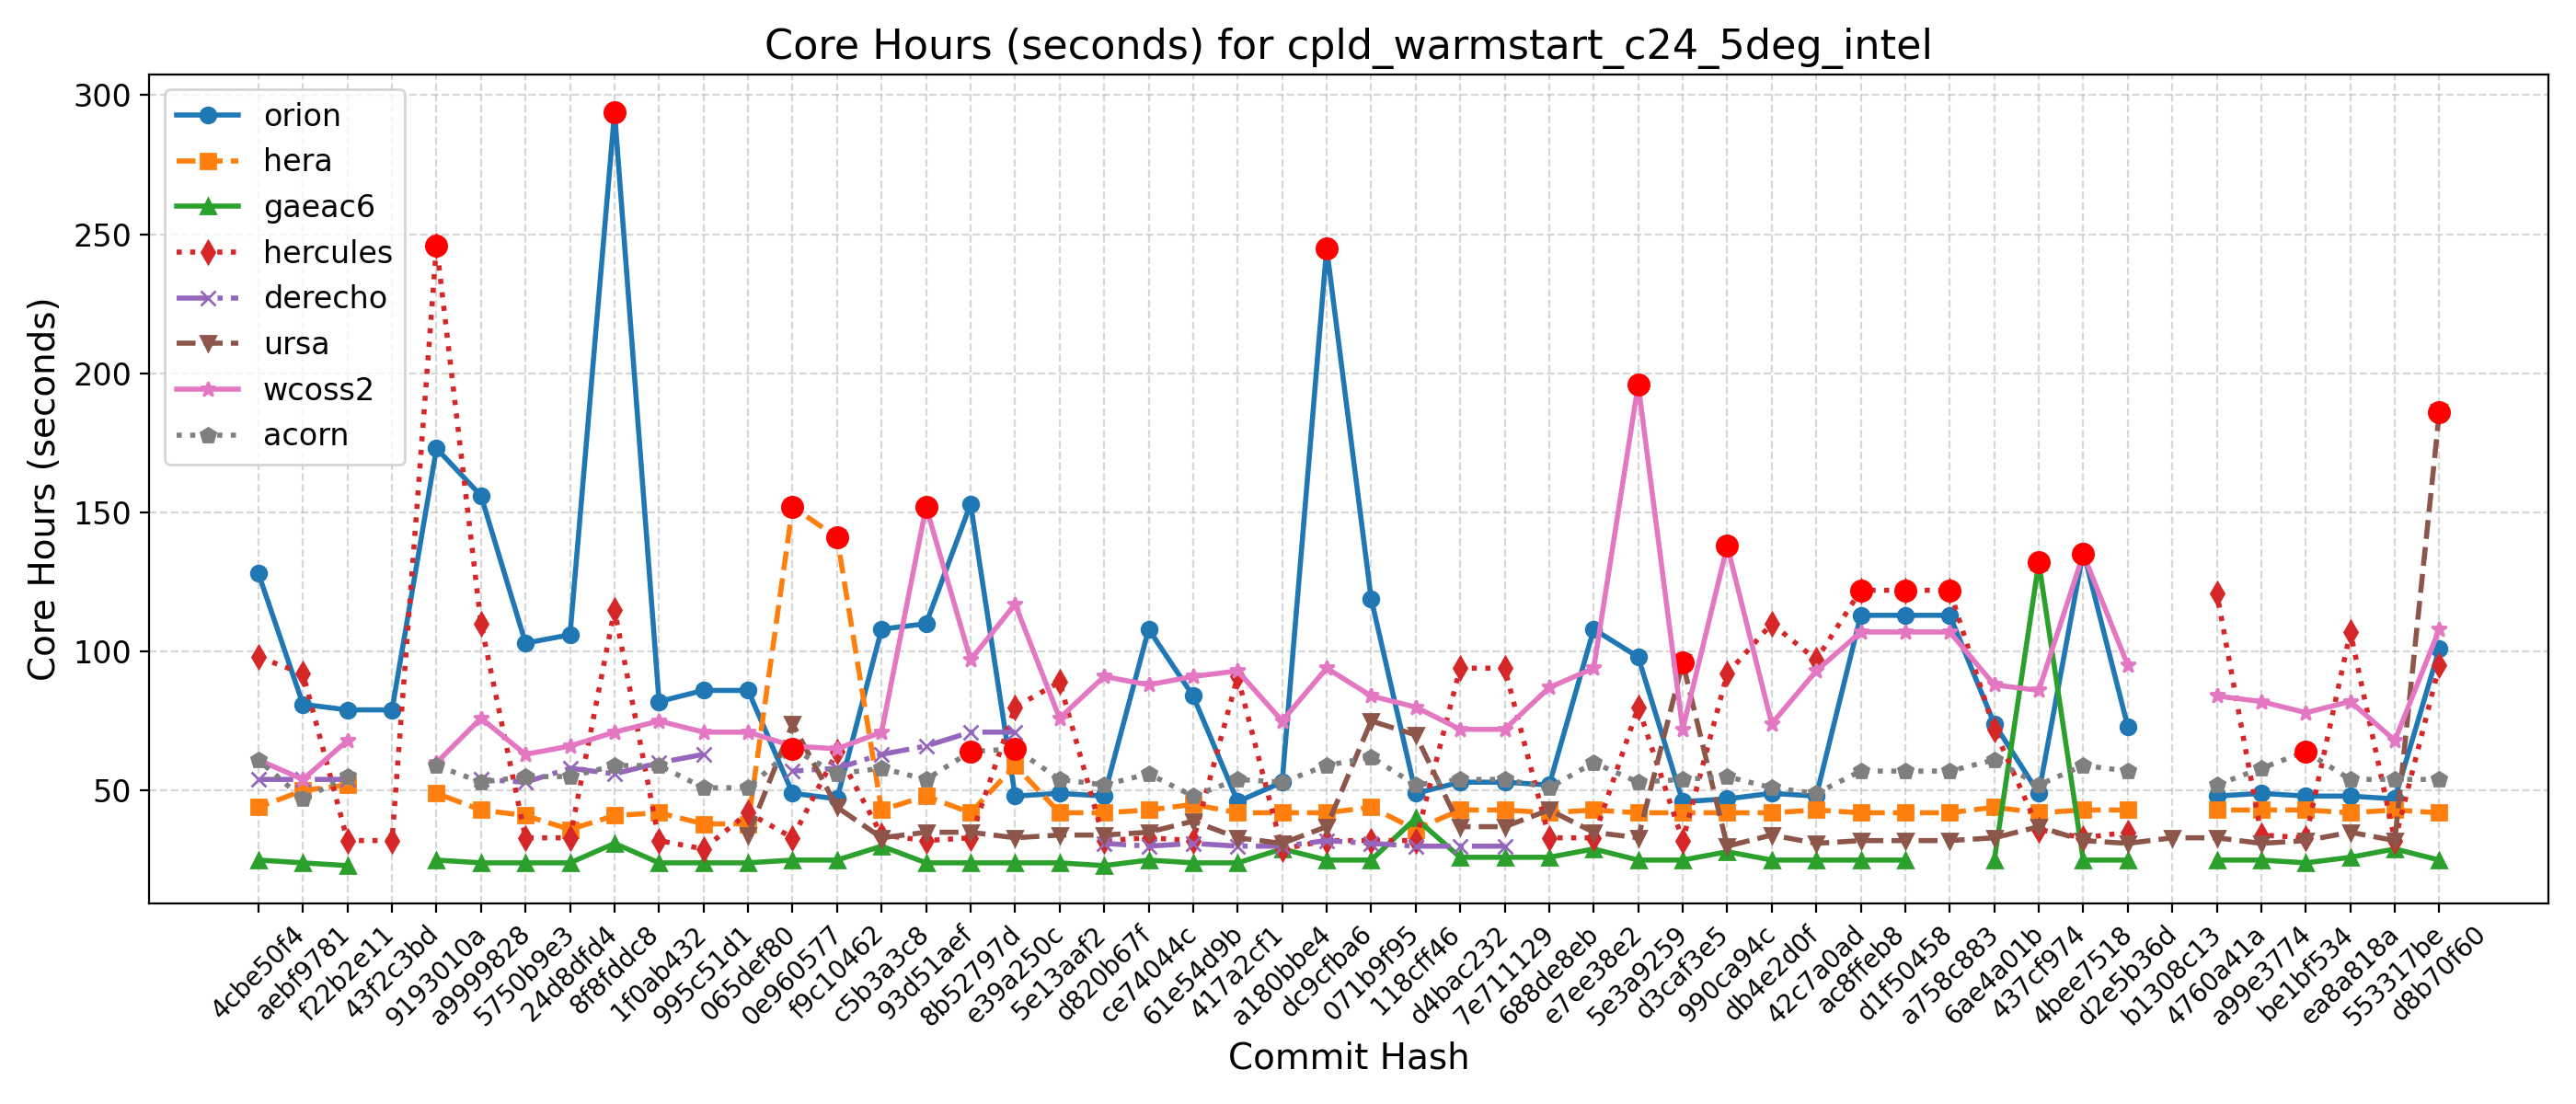 Core Hours (seconds) for cpld_warmstart_c24_5deg_intel
Core Hours (seconds)
300
250
200
150
100
50
orion
hera
gaeac6
hercules
derecho
ursa
wcoss2
acorn
4cbe50f4
aebf9781
f22b2e11
43f2c3bd
9193010a
a9999828
5750b9e3
24d8dfd4
8f8fddc8
1f0ab432
995c51d1
065def80
0e960577
f9c10462
c5b3a3c8
93d51aef
8b52797d
e39a250c
5e13aaf2
d820b67f
ce74044c
61e54d9b
417a2cf1
a180bbe4
dc9cfba6
071b9f95
118cff46
d4bac232
7e711129
688de8eb
e7ee38e2
5e3a9259
d3caf3e5
990ca94c
db4e2d0f
42c7a0ad
ac8ffeb8
d1f50458
a758c883
6ae4a01b
437cf974
4bee7518
d2e5b36d
b1308c13
4760a41a
a99e3774
be1bf534
ea8a818a
553317be
d8b70f60
Commit Hash